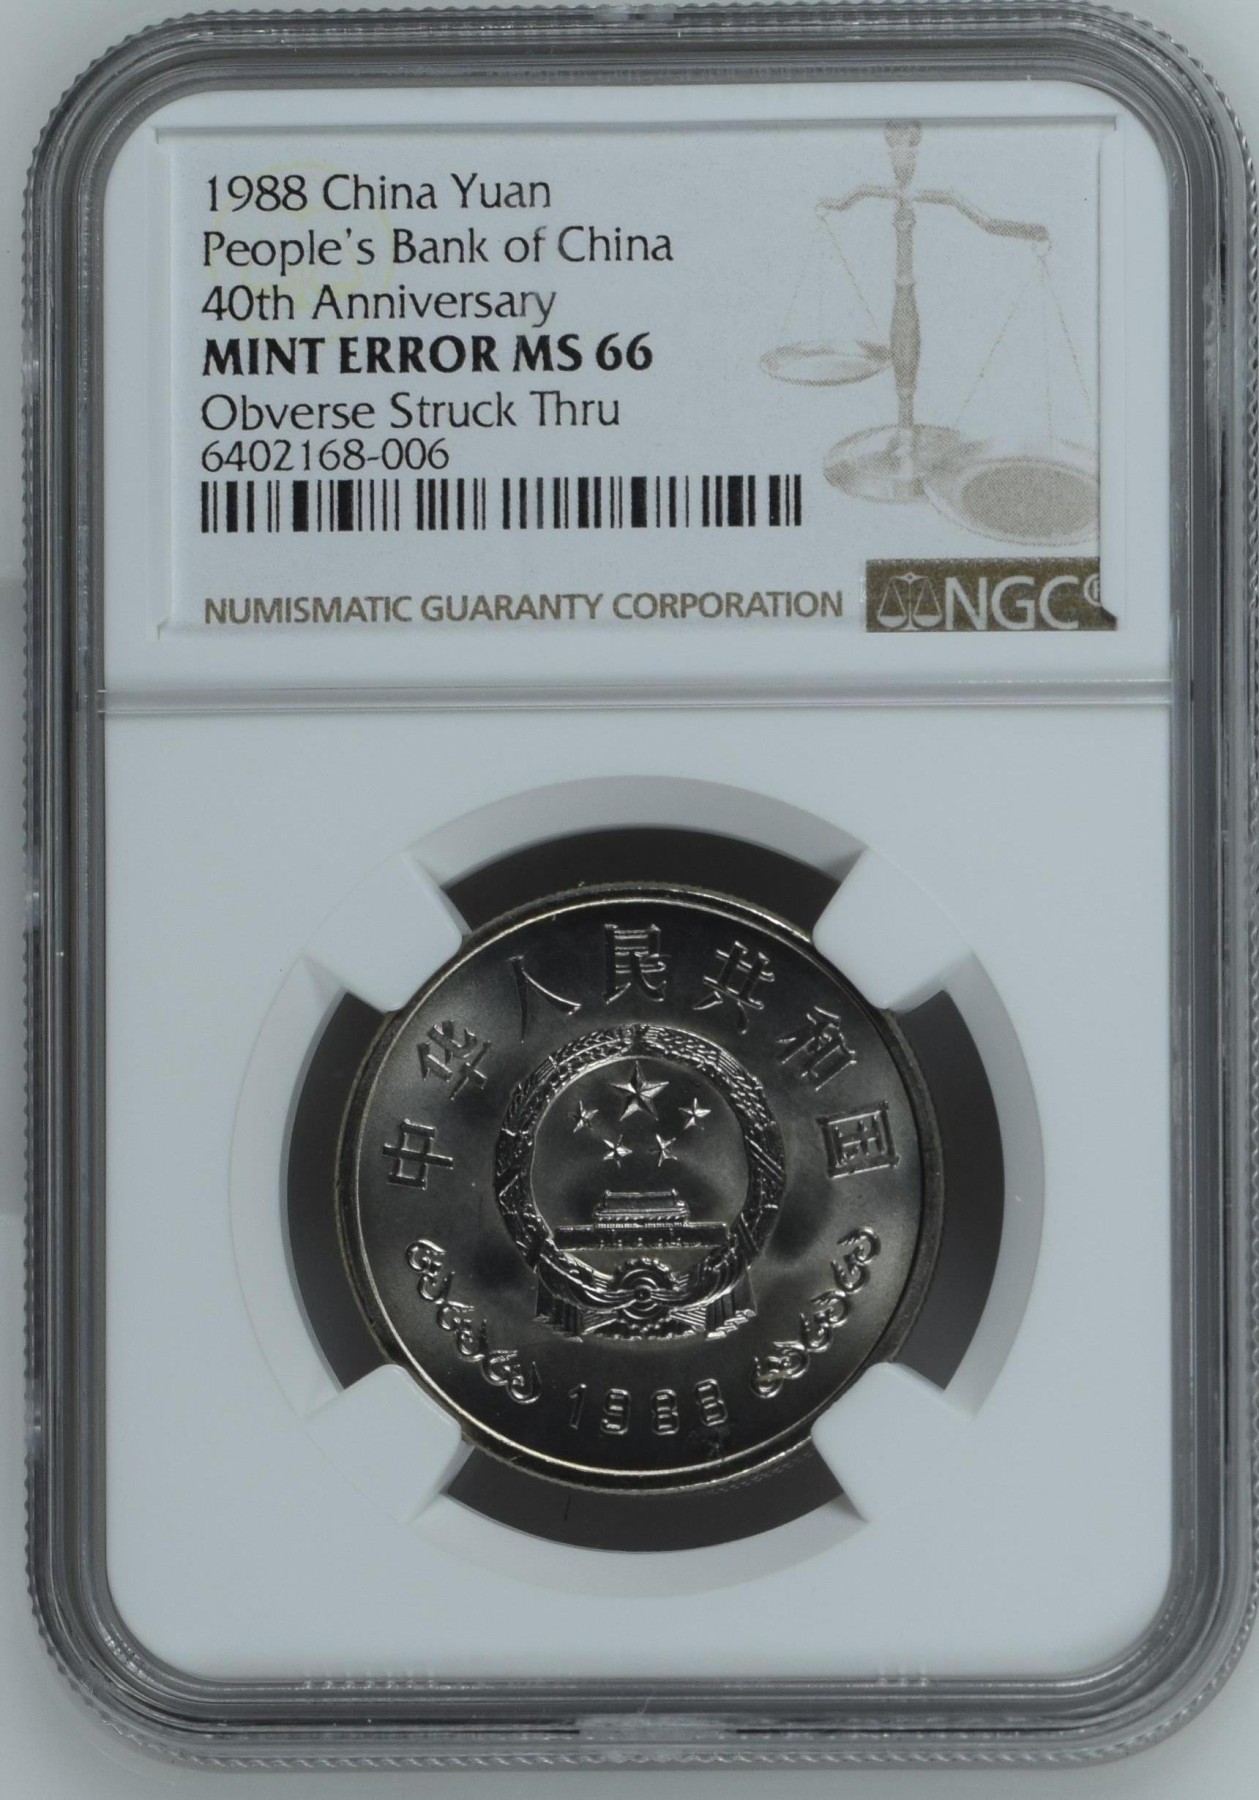 1988 China Yuan
People's Bank of China
40th Anniversary
MINT ERROR MS 66
Obverse Struck Thru
6402168-006
NUMISMATIC GUARANTY CORPORATION NGC®
中华人民共和国
1988